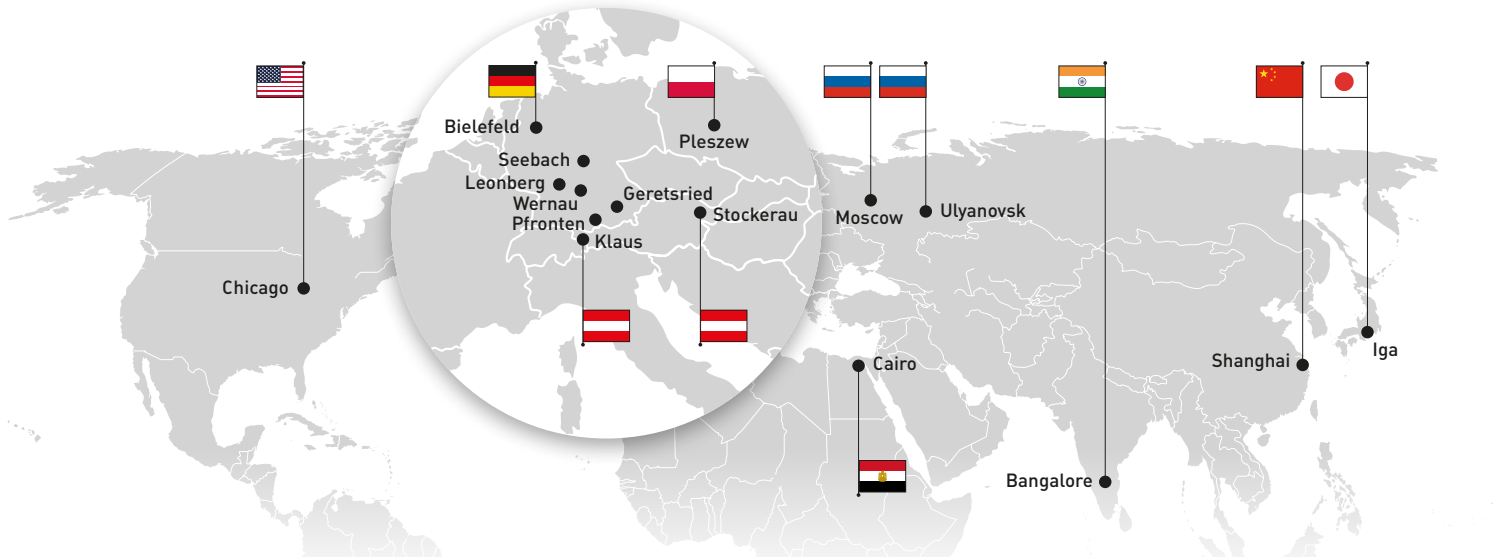 Bielefeld
Pleszew
Seebach
Leonberg
Geretsried
Wernau
Stockerau
Pfronten
Klaus
Moscow
Ulyanovsk
Chicago
Iga
Shanghai
Cairo
Bangalore